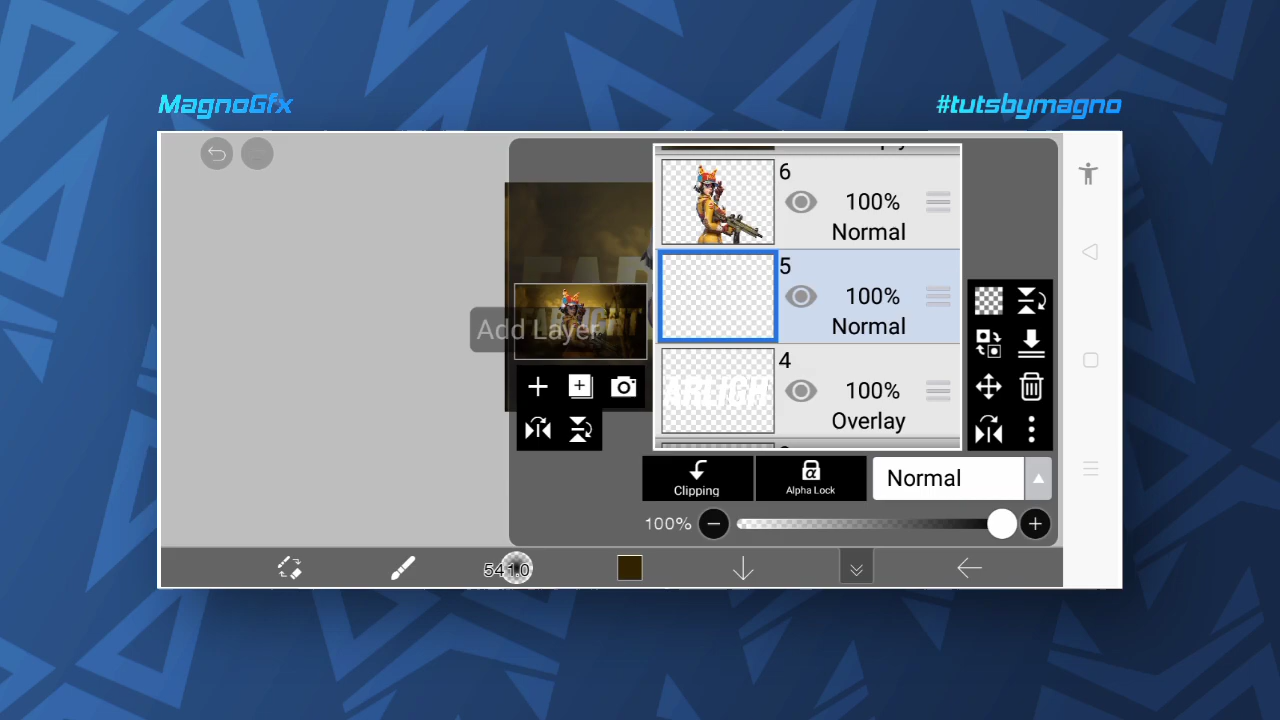 MagnoGfx
#tutsbymagno
6
100%
Normal
5
100%
Normal
Add Layer
4
100%
Overlay
ARLIGH
Clipping
α
Alpha Lock
Normal
100%
541.0